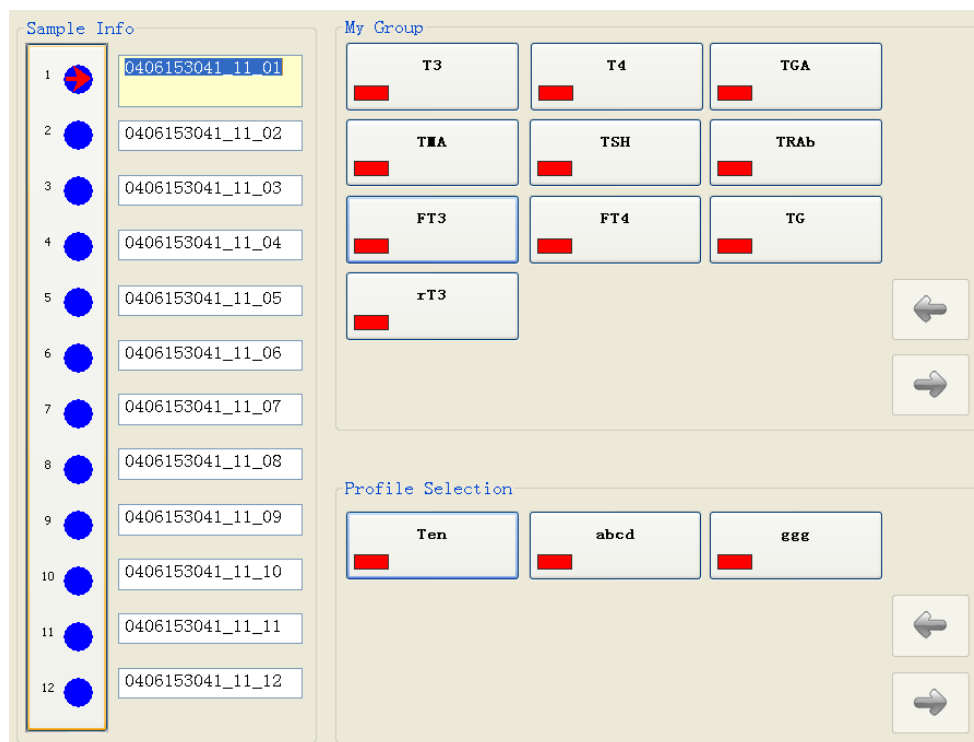 Sample Info
1 0406153041_11_01
2 0406153041_11_02
3 0406153041_11_03
4 0406153041_11_04
5 0406153041_11_05
6 0406153041_11_06
7 0406153041_11_07
8 0406153041_11_08
9 0406153041_11_09
10 0406153041_11_10
11 0406153041_11_11
12 0406153041_11_12
My Group
T3 T4 TGA
TMA TSH TRAb
FT3 FT4 TG
rT3
Profile Selection
Ten abcd ggg